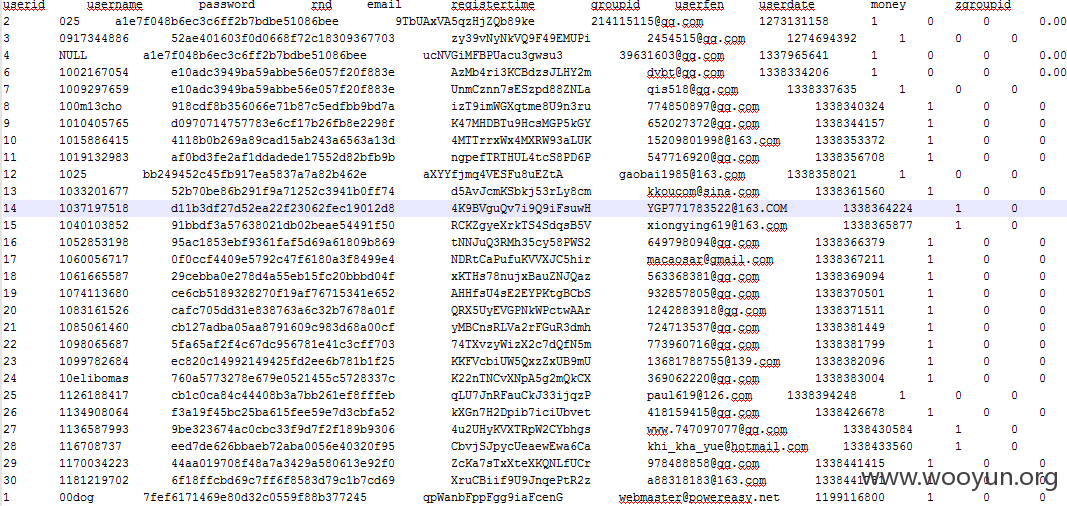 userid username password rnd email registertime groupid userfen userdate money zgroupid
2 025 a1e7f048b6ec3c6ff2b7bdbe51086bee 9TbUAxVA5qzHjZQb89ke 214115115@qq.com 1273131158 1 0 0 0.00
3 0917344886 52ae401603f0d0668f72c18309367703 zy39vNyNkVQ9F49EMUPi 2454515@qq.com 1274694392 1 0 0
4 NULL a1e7f048b6ec3c6ff2b7bdbe51086bee ucNVGiMFBPUacu3gwsu3 39631603@qq.com 1337965641 1 0 0 0.00
6 1002167054 e10adc3949ba59abbe56e057f20f883e AzMb4ri3KCBdzsJLHY2m dvbt@qq.com 1338334206 1 0 0 0.00
7 1009297659 e10adc3949ba59abbe56e057f20f883e UnmCznn7sESzpd88ZNLa qis518@qq.com 1338337635 1 0 0
8 100m13cho 918cdf8b356066e71b87c5edfbb9bd7a izT9imWGXqtme8U9n3ru 774850897@qq.com 1338340324 1 0 0
9 1010405765 d0970714757783e6cf17b26fb8e2298f K47MHDBTu9HcsMGP5kGY 652027372@qq.com 1338344157 1 0 0
10 1015886415 4118b0b269a89cad15ab243a6563a13d 4MTTrrxWx4MXRW93aLUK 15209801998@163.com 1338353372 1 0 0
11 1019132983 af0bd3fe2af1ddadede17552d82bfb9b ngpefTRTHUL4tcS8PD6P 547716920@qq.com 1338356708 1 0 0
12 1025 bb249452c45fb917ea5837a7a82b462e aXYYfjmq4VESFu8uEZtA gaobai1985@163.com 1338358021 1 0 0
13 1033201677 52b70be86b291f9a71252c3941b0ff74 d5AvJcmKSbkj53rLy8cm kkoucom@sina.com 1338361560 1 0 0
14 1037197518 d11b3df27d52ea22f23062fec19012d8 4K9BVguQv7i9Q9iFsuwH YGP771783522@163.COM 1338364224 1 0
15 1040103852 91bbdf3a57638021db02beae54491f50 RCKZgyeXrkTS4SdqsB5V xiongying619@163.com 1338365877 1 0 0
16 1052853198 95ac1853ebf9361faf5d69a61809b869 tNNJuQ3RMh35cy58PWS2 649798094@qq.com 1338366379 1 0 0
17 1060056717 0f0ccf4409e5792c47f6180a3f8499e4 NDRtCaPufuKVVXJC5hir macaosar@gmail.com 1338367211 1 0 0
18 1061665587 29cebba0e278d4a55eb15fc20bbbd04f xKTHs78nujxBauZNJQaz 563368381@qq.com 1338369094 1 0 0
19 1074113680 ce6cb5189328270f19af76715341e652 AHHfsU4sE2EYPKtgBCbS 932857805@qq.com 1338370501 1 0 0
20 1083161526 cafc705dd31e838763a6c32b7678a01f QRX5UyEVGPNkWPctwAAr 1242883918@qq.com 1338371511 1 0 0
21 1085061460 cb127adba05aa8791609c983d68a00cf yMBCnsRLVa2rFGuR3dmh 724713537@qq.com 1338381449 1 0 0
22 1098065687 5fa65af2f4c67dc956781e41c3cff703 74TXvzyWizX2c7dQfN5m 773960716@qq.com 1338381799 1 0 0
23 1099782684 ec820c14992149425fd2ee6b781b1f25 KKFVcbiUW5QxzZxUB9mU 13681788755@139.com 1338382096 1 0 0
24 10elibomas 760a5773278e679e0521455c5728337c K22nTNCvXNpA5g2mQkCX 369062220@qq.com 1338383004 1 0 0
25 1126188417 cb1c0ca84c44408b3a7bb261ef8fffeb qLU7JnRFauCkJ33ijqzP paul619@126.com 1338394248 1 0 0
26 1134908064 f3a19f45bc25ba615fee59e7d3cbfa52 kXGn7H2Dpib7iciUbvet 418159415@qq.com 1338426678 1 0 0
27 1136587993 9be323674ac0cbc33f9d7f2f189b9306 4u2UHyKVXTRpW2CYbhgs www.747097077@qq.com 1338430584 1 0 0
28 116708737 eed7de626bbaeb72aba0056e40320f95 CbvjSJpycUeaewEwa6Ca khi_kha_yue@hotmail.com 1338433560 1 0 0
29 1170034223 44aa019708f48a7a3429a580613e92f0 ZcKa7sTxXteXKQNLfUCr 978488858@qq.com 1338441415 1 0 0
30 1181219702 6f18ffcbd69c7ff6f8583d79c1b7cd69 XruCBiif9U9JnqePtR2z a88318183@163.com 1 0 0
1 00dog 7fef6171469e80d32c0559f88b377245 qpWanbFppFgg9iaFcenG webmaster@powereasy.net 1199116800 1 0 0
www.wooyun.org